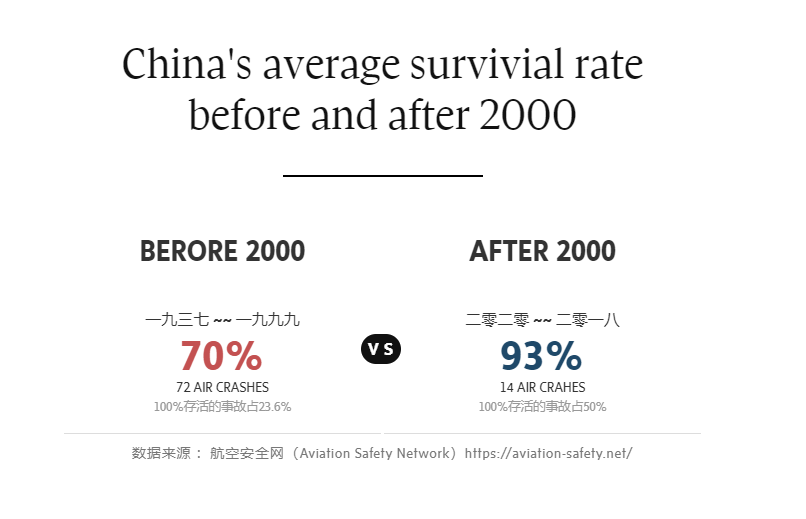 China's average survivial rate
before and after 2000
BERORE 2000
AFTER 2000
一九三七 ~~ 一九九九
二零二零 ~~ 二零一八
70%
VS
93%
72 AIR CRASHES
14 AIR CRAHES
100%存活的事故占23.6%
100%存活的事故占50%
数据来源： 航空安全网（Aviation Safety Network）https://aviation-safety.net/